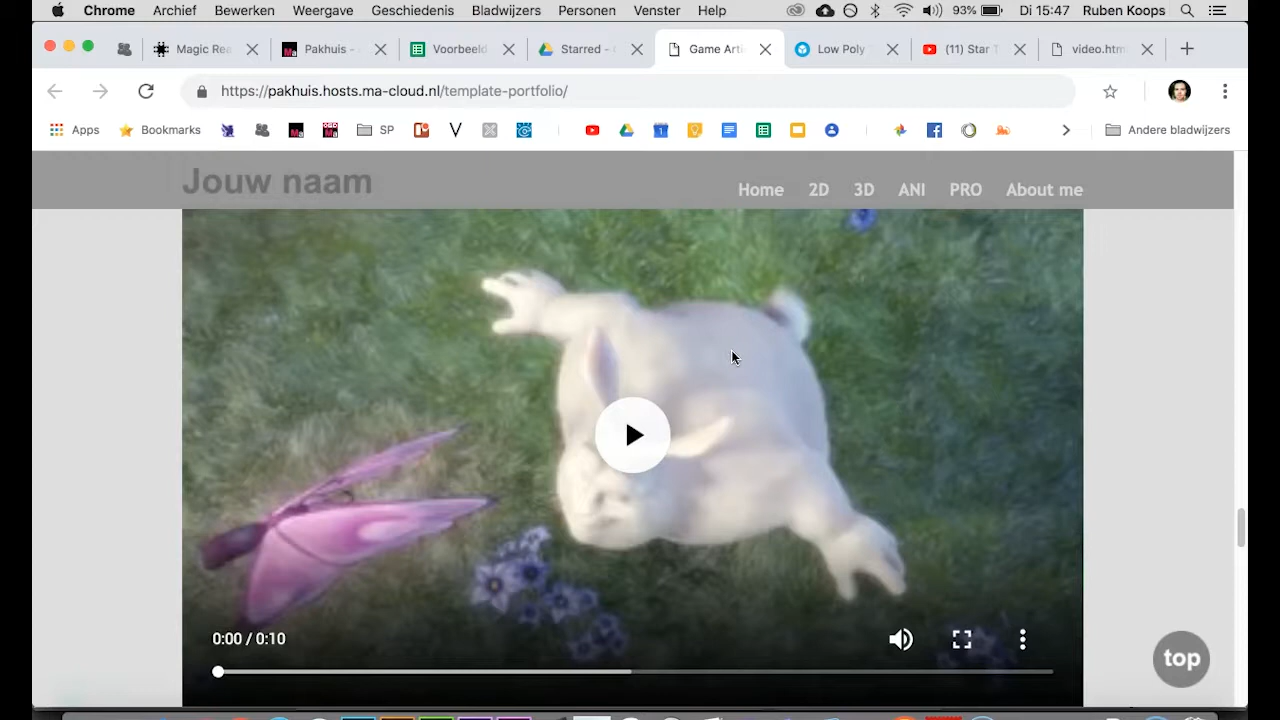 Chrome Archief Bewerken Weergave Geschiedenis Bladwijzers Personen Venster Help 93% Di 15:47 Ruben Koops
Magic Rea Pakhuis - Voorbeeld Starred - Game Arti Low Poly (11) Star T video.htm
https://pakhuis.hosts.ma-cloud.nl/template-portfolio/
Apps Bookmarks SP Andere bladwijzers
Jouw naam Home 2D 3D ANI PRO About me
0:00 / 0:10
top